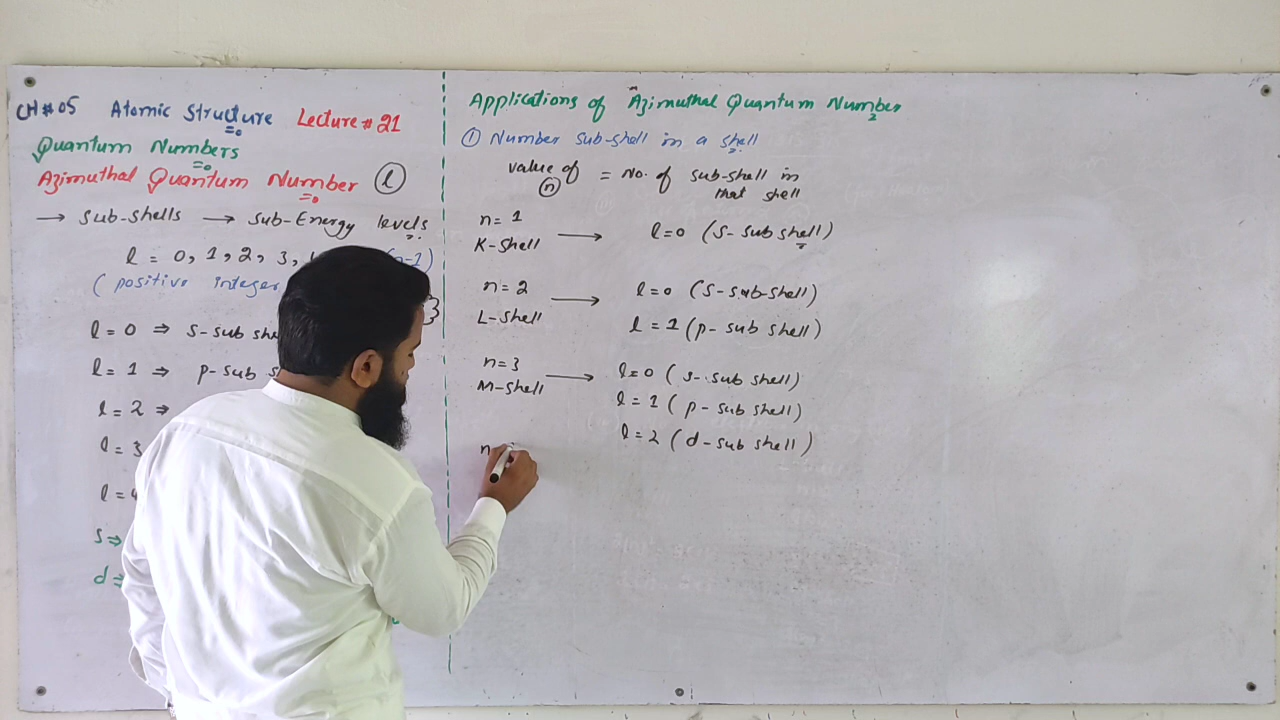 CH # 05 Atomic Structure Lecture # 21
Quantum Numbers
Azimuthal Quantum Number (l)
→ sub-shells → sub-Energy levels
l = 0, 1, 2, 3,
( positive integer
l = 0 ⇒ s-sub
l = 1 ⇒ p-sub
l = 2 ⇒
l = 3
l =
s ⇒
d ⇒
Applications of Azimuthal Quantum Number
① Number sub-shell in a shell
value of (n) = No. of sub-shell in
that shell
n = 1
K-shell → l=0 (s-sub shell)
n = 2 l=0 (s-sub-shell)
L-shell → l = 1 (p-sub shell)
n = 3
M-shell → l=0 (s-sub shell)
l = 1 (p-sub shell)
l = 2 (d-sub shell)
n